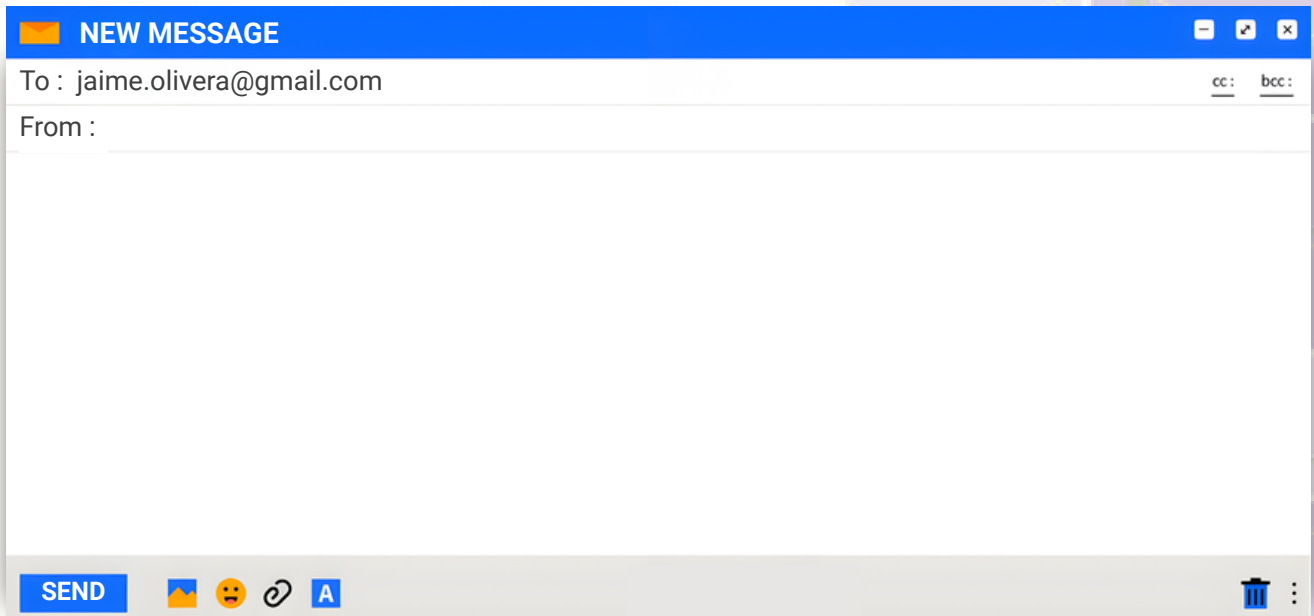 NEW MESSAGE
To : jaime.olivera@gmail.com
cc : bcc :
From :
SEND
A